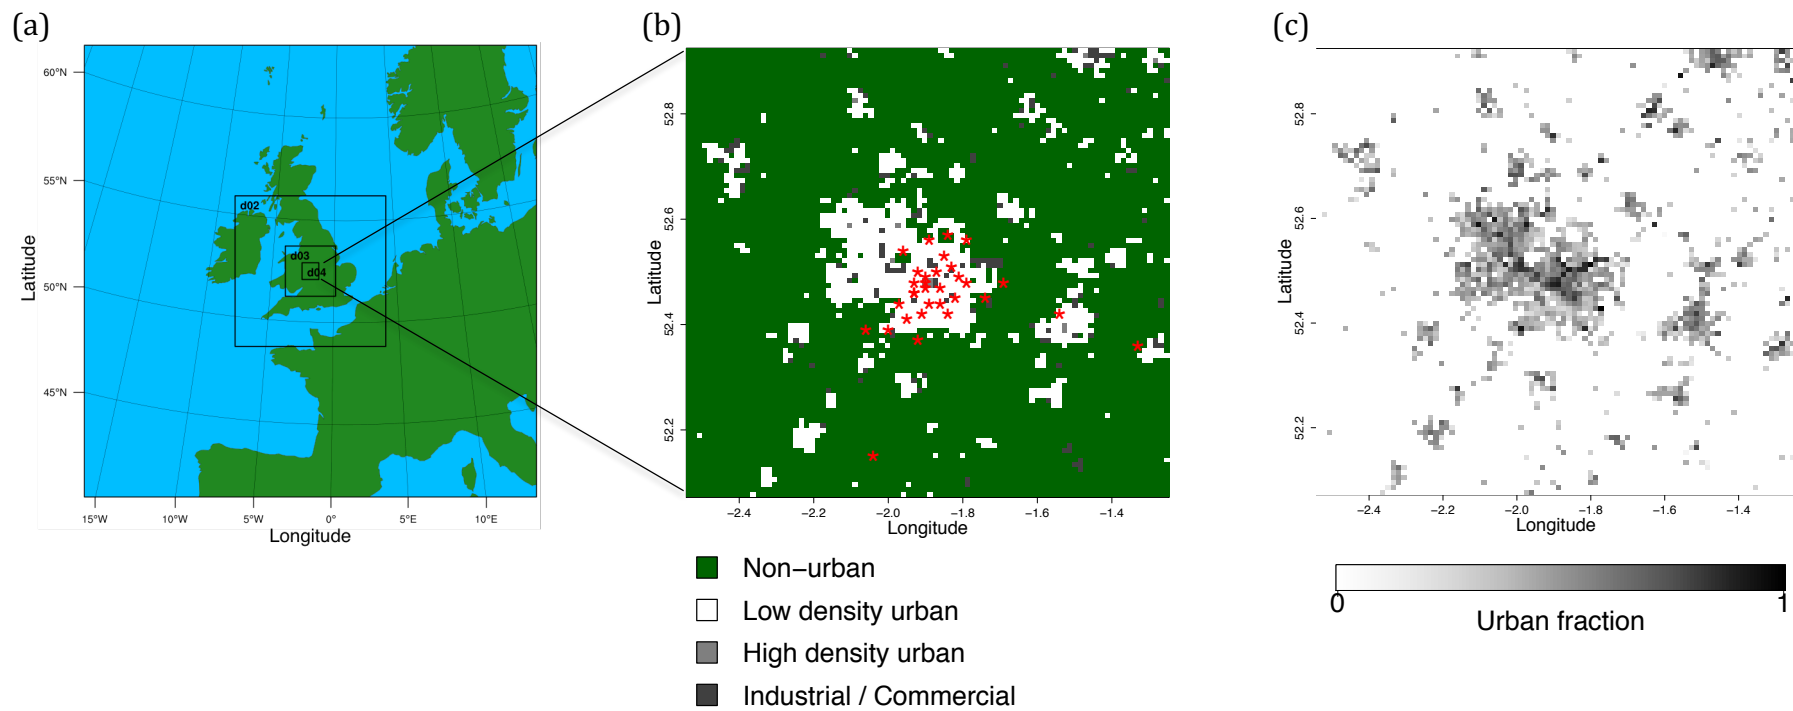 (a)
60°N
55°N
50°N
45°N
Latitude
d02
d03
d04
15°W 10°W 5°W 0° 5°E 10°E
Longitude
(b)
52.8
52.6
52.4
52.2
Latitude
−2.4 −2.2 −2.0 −1.8 −1.6 −1.4
Longitude
Non−urban
Low density urban
High density urban
Industrial / Commercial
(c)
52.8
52.6
52.4
52.2
Latitude
−2.4 −2.2 −2.0 −1.8 −1.6 −1.4
Longitude
0 1
Urban fraction